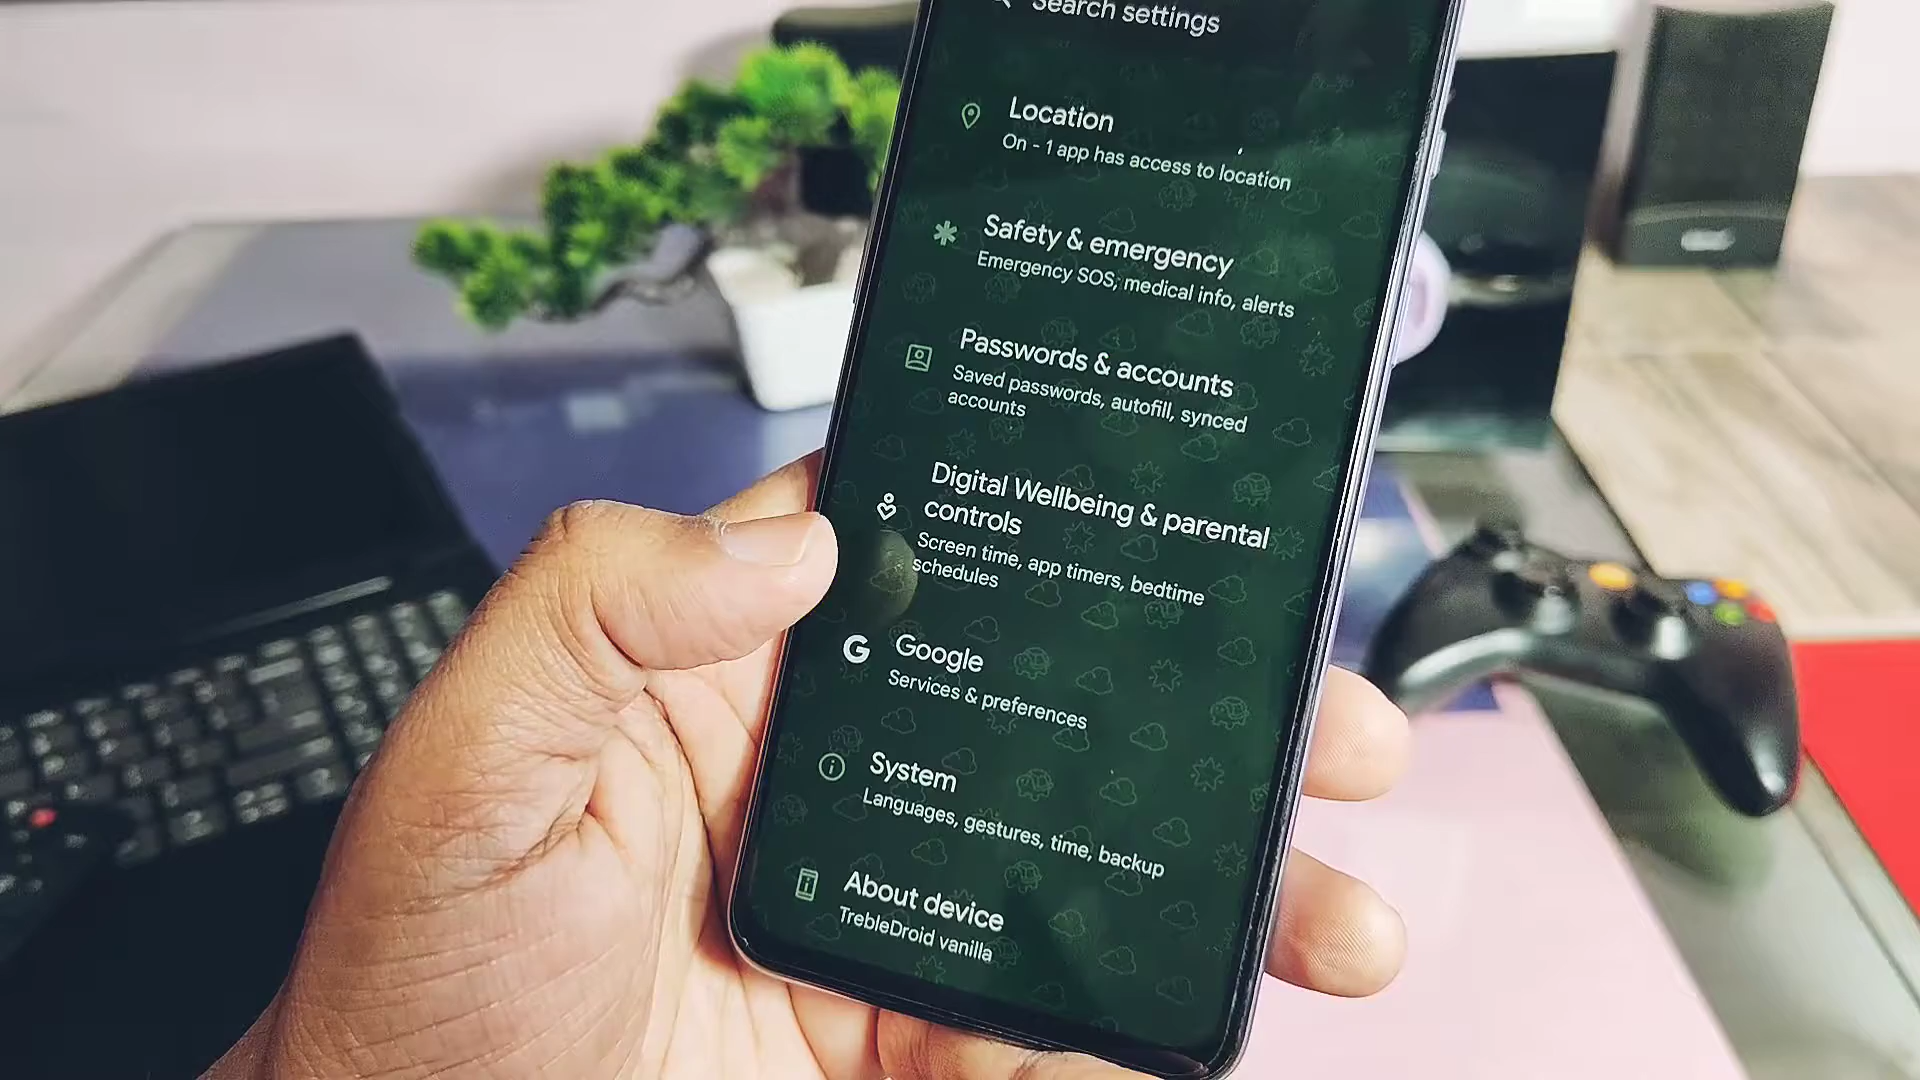 Search settings
Location
On - 1 app has access to location
Safety & emergency
Emergency SOS, medical info, alerts
Passwords & accounts
Saved passwords, autofill, synced
accounts
Digital Wellbeing & parental
controls
Screen time, app timers, bedtime
schedules
Google
Services & preferences
System
Languages, gestures, time, backup
About device
TrebleDroid vanilla